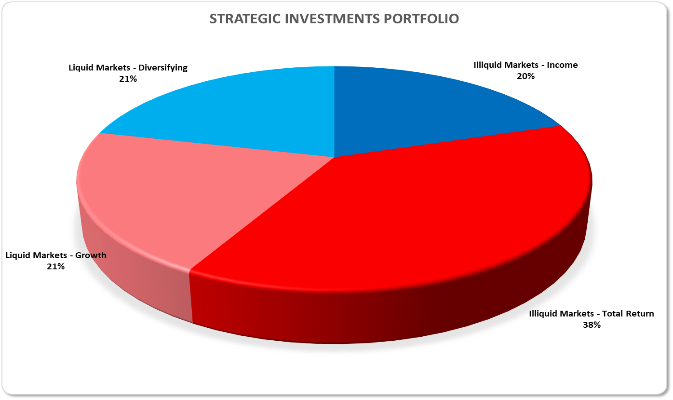 STRATEGIC INVESTMENTS PORTFOLIO
Liquid Markets - Diversifying
21%
Illiquid Markets - Income
20%
Liquid Markets - Growth
21%
Illiquid Markets - Total Return
38%